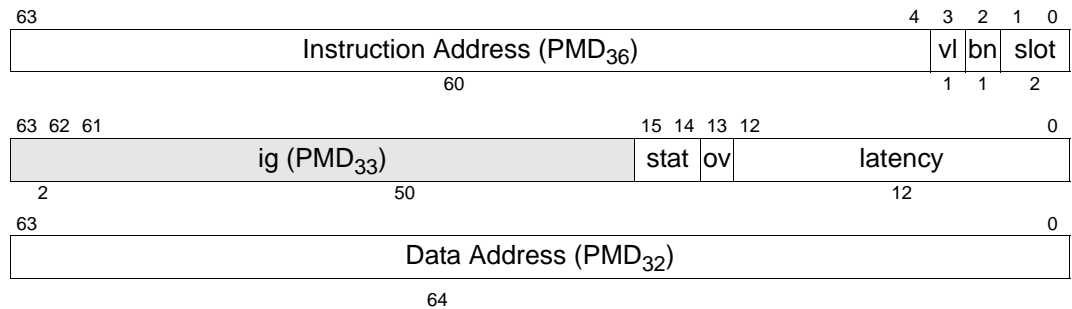 63 4 3 2 1 0
Instruction Address (PMD36) vl bn slot
60 1 1 2
63 62 61 15 14 13 12 0
ig (PMD33) stat ov latency
2 50 12
63 0
Data Address (PMD32)
64